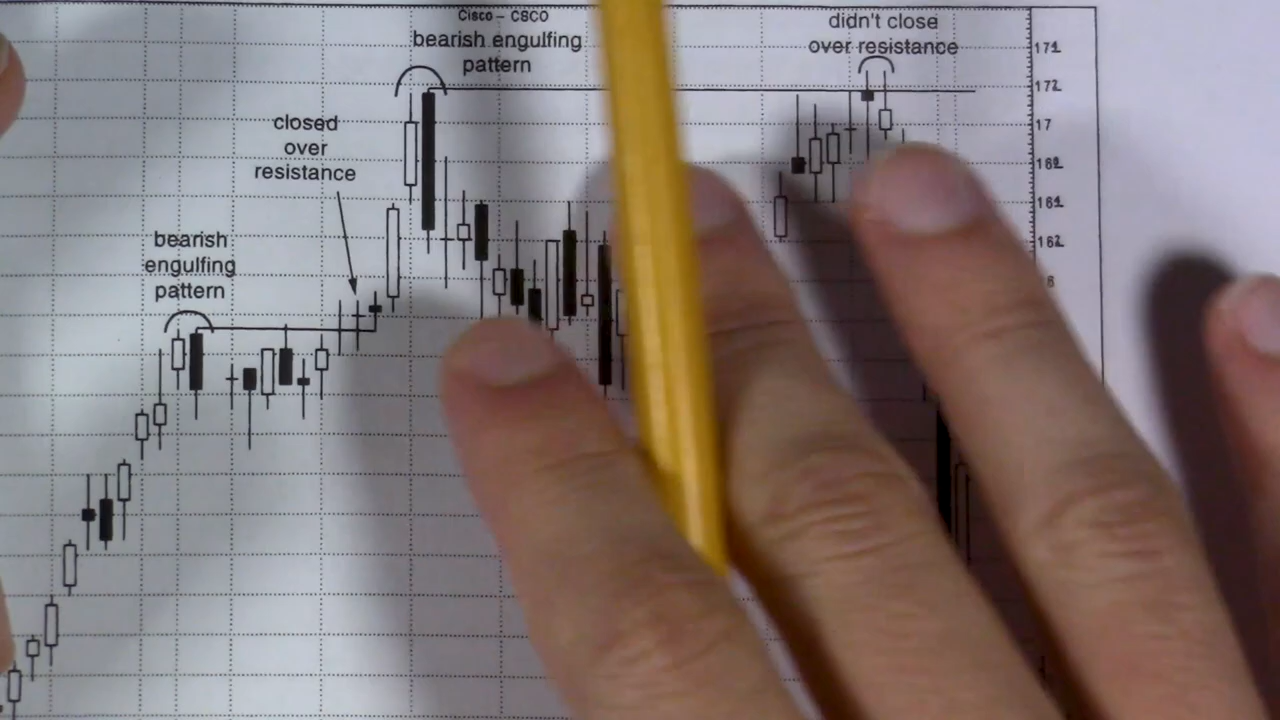 Cisco – CSCO
bearish engulfing
pattern
didn't close
over resistance
closed
over
resistance
bearish
engulfing
pattern
17